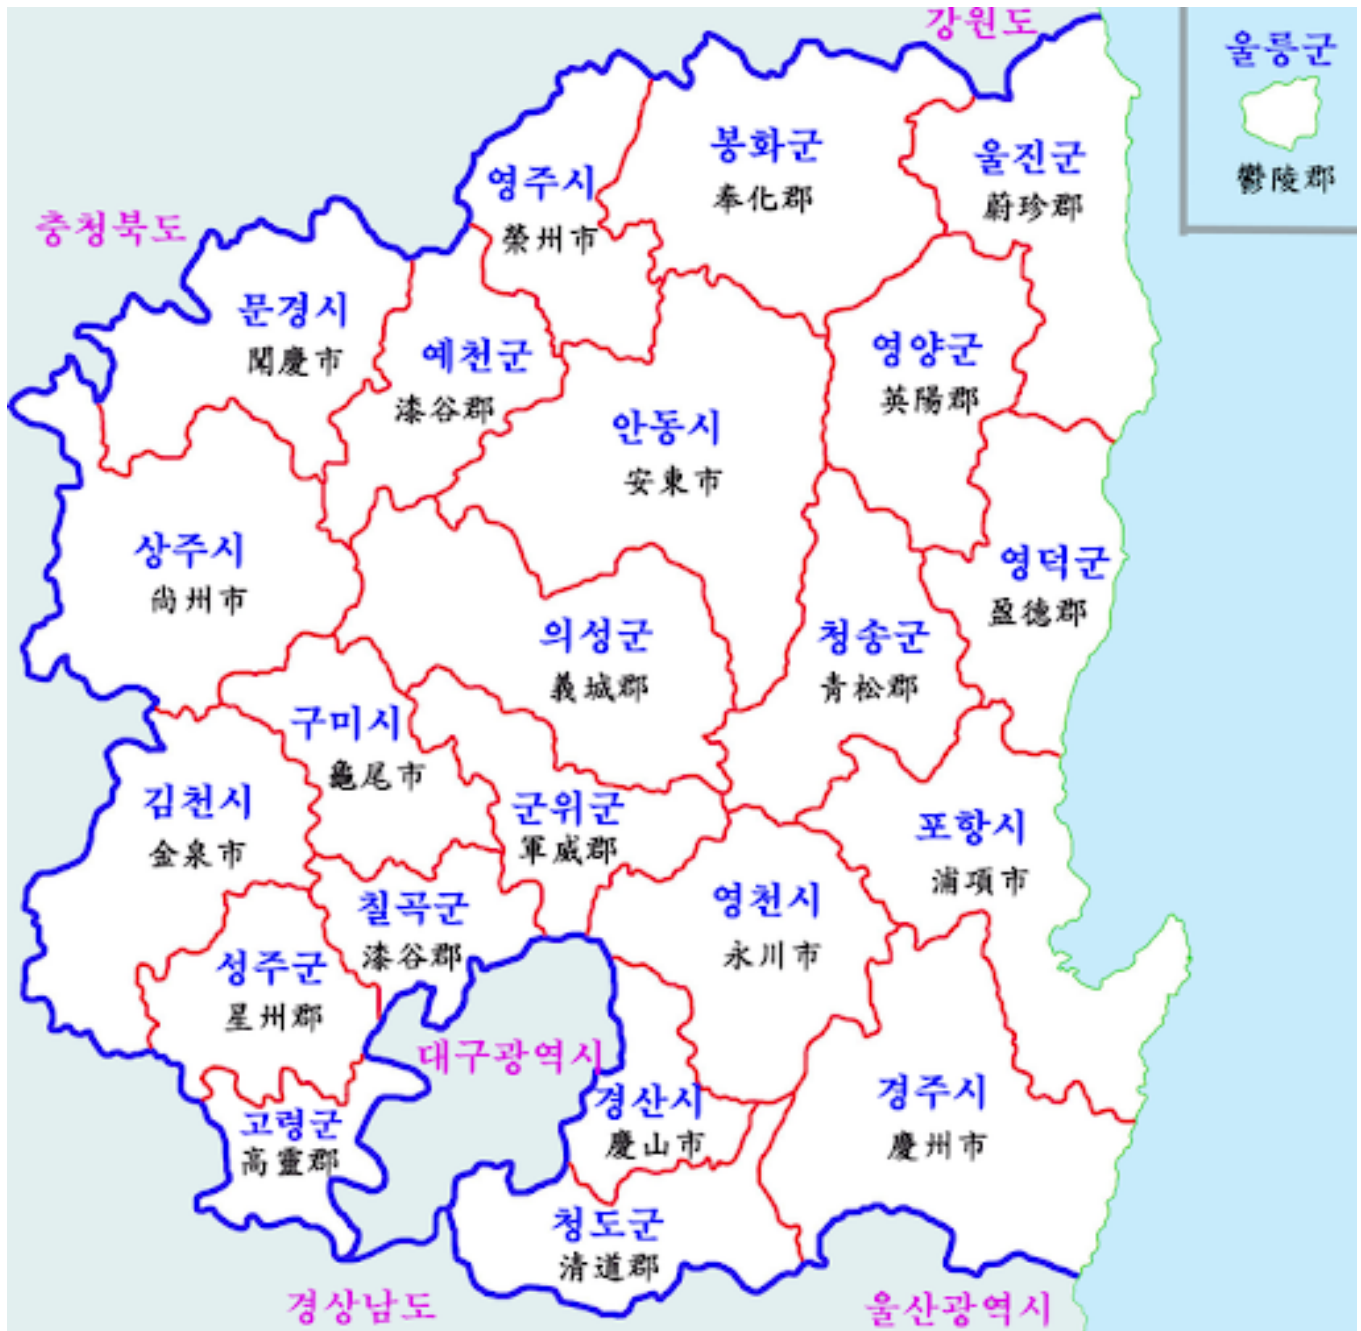 강원도
울릉군
鬱陵郡
봉화군
奉化郡
울진군
蔚珍郡
영주시
榮州市
충청북도
문경시
聞慶市
예천군
漆谷郡
영양군
英陽郡
안동시
安東市
상주시
尙州市
영덕군
盈德郡
의성군
義城郡
청송군
青松郡
구미시
龜尾市
김천시
金泉市
군위군
軍威郡
포항시
浦項市
칠곡군
漆谷郡
영천시
永川市
성주군
星州郡
대구광역시
경산시
慶山市
경주시
慶州市
고령군
高靈郡
청도군
清道郡
경상남도
울산광역시